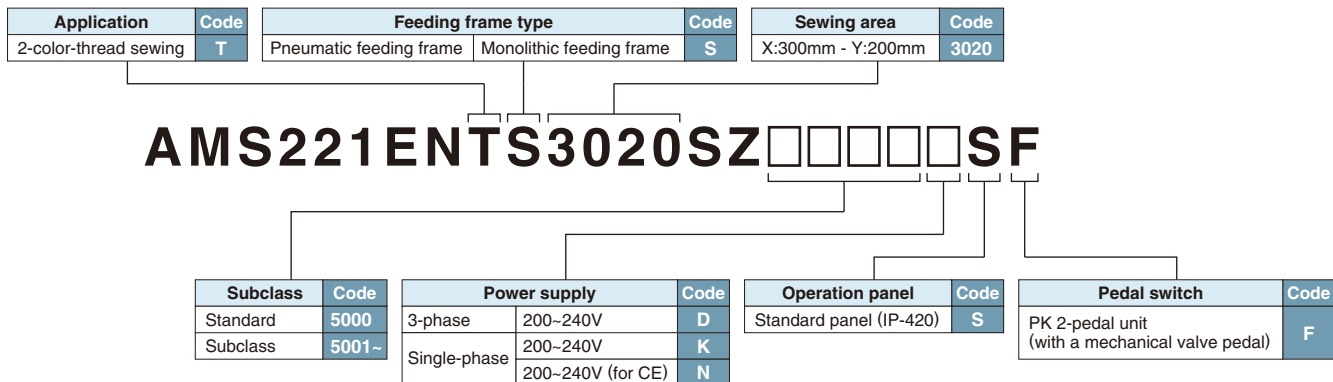 Application Code Feeding frame type Code Sewing area Code
2-color-thread sewing T Pneumatic feeding frame Monolithic feeding frame S X:300mm - Y:200mm 3020
AMS221ENTS3020SZ□□□□□SF
Subclass Code Power supply Code Operation panel Code Pedal switch Code
Standard 5000 3-phase 200~240V D Standard panel (IP-420) S PK 2-pedal unit
(with a mechanical valve pedal) F
Subclass 5001~ Single-phase 200~240V K
200~240V (for CE) N